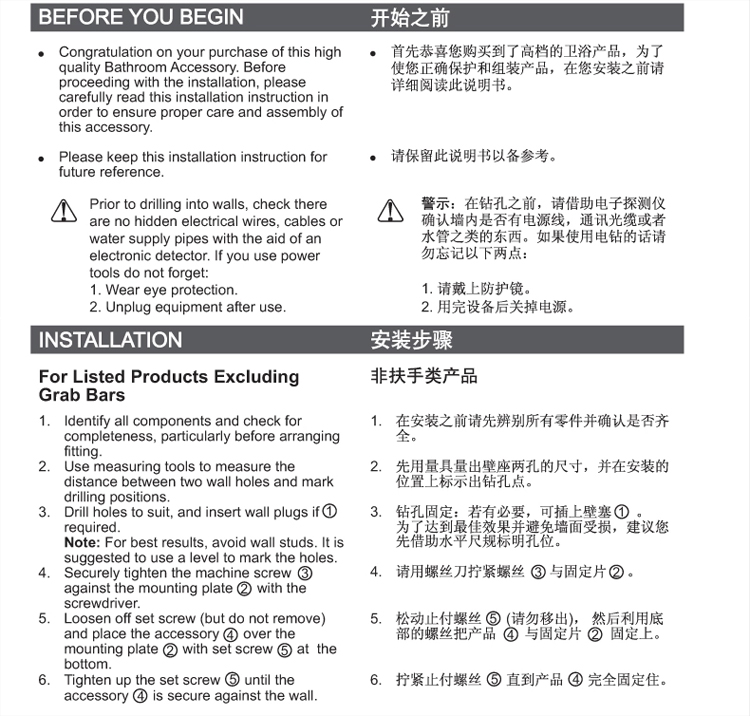 BEFORE YOU BEGIN
• Congratulation on your purchase of this high
quality Bathroom Accessory. Before
proceeding with the installation, please
carefully read this installation instruction in
order to ensure proper care and assembly of
this accessory.
• Please keep this installation instruction for
future reference.
Prior to drilling into walls, check there
are no hidden electrical wires, cables or
water supply pipes with the aid of an
electronic detector. If you use power
tools do not forget:
1. Wear eye protection.
2. Unplug equipment after use.
开始之前
• 首先恭喜您购买到了高档的卫浴产品，为了
使您正确保护和组装产品，在您安装之前请
详细阅读此说明书。
• 请保留此说明书以备参考。
警示：在钻孔之前，请借助电子探测仪
确认墙内是否有电源线，通讯光缆或者
水管之类的东西。如果使用电钻的话请
勿忘记以下两点：
1. 请戴上防护镜。
2. 用完设备后关掉电源。
INSTALLATION
For Listed Products Excluding
Grab Bars
1. Identify all components and check for
completeness, particularly before arranging
fitting.
2. Use measuring tools to measure the
distance between two wall holes and mark
drilling positions.
3. Drill holes to suit, and insert wall plugs if ①
required.
Note: For best results, avoid wall studs. It is
suggested to use a level to mark the holes.
4. Securely tighten the machine screw ③
against the mounting plate ② with the
screwdriver.
5. Loosen off set screw (but do not remove)
and place the accessory ④ over the
mounting plate ② with set screw ⑤ at the
bottom.
6. Tighten up the set screw ⑤ until the
accessory ④ is secure against the wall.
安装步骤
非扶手类产品
1. 在安装之前请先辨别所有零件并确认是否齐
全。
2. 先用量具量出壁座两孔的尺寸，并在安装的
位置上标示出钻孔点。
3. 钻孔固定：若有必要，可插上壁塞① 。
为了达到最佳效果并避免墙面受损，建议您
先借助水平尺规标明孔位。
4. 请用螺丝刀拧紧螺丝 ③ 与固定片② 。
5. 松动止付螺丝 ⑤ (请勿移出)， 然后利用底
部的螺丝把产品 ④ 与固定片 ② 固定上。
6. 拧紧止付螺丝 ⑤ 直到产品 ④ 完全固定住。